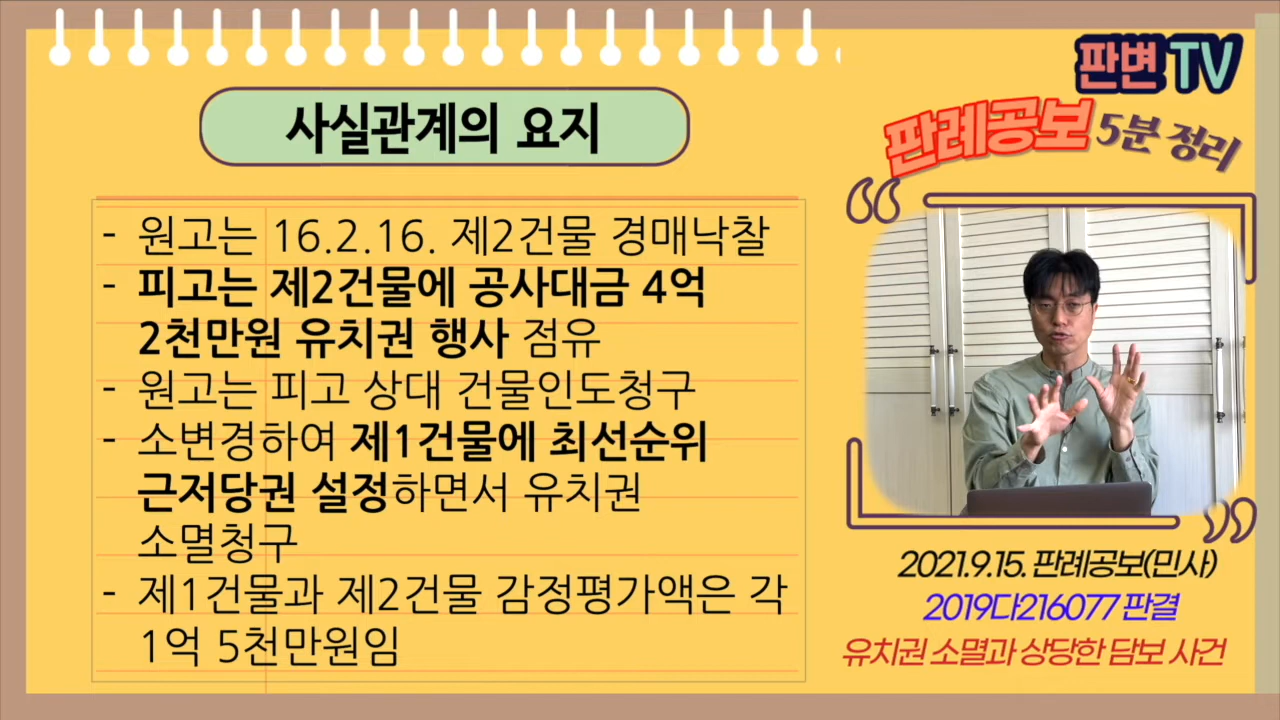 사실관계의 요지
- 원고는 16.2.16. 제2건물 경매낙찰
- 피고는 제2건물에 공사대금 4억
2천만원 유치권 행사 점유
- 원고는 피고 상대 건물인도청구
- 소변경하여 제1건물에 최선순위
근저당권 설정하면서 유치권
소멸청구
- 제1건물과 제2건물 감정평가액은 각
1억 5천만원임
판변TV
판례공보 5분 정리
2021.9.15. 판례공보(민사)
2019다216077 판결
유치권 소멸과 상당한 담보 사건